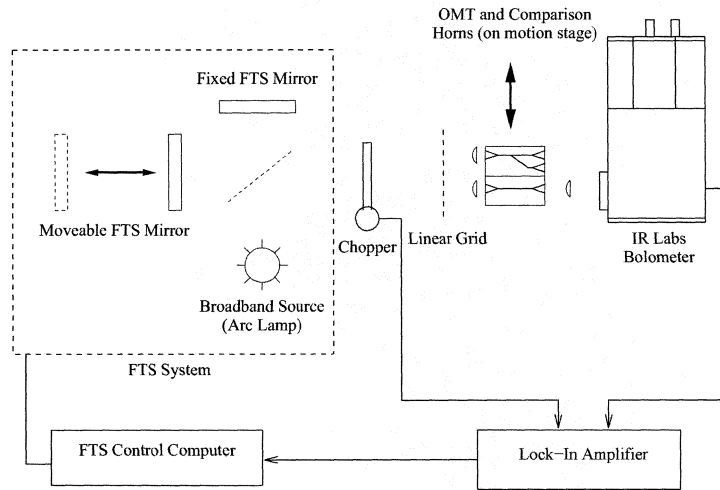 OMT and Comparison
Horns (on motion stage)
Fixed FTS Mirror
Moveable FTS Mirror
Chopper
Linear Grid
IR Labs
Bolometer
Broadband Source
(Arc Lamp)
FTS System
FTS Control Computer
Lock-In Amplifier